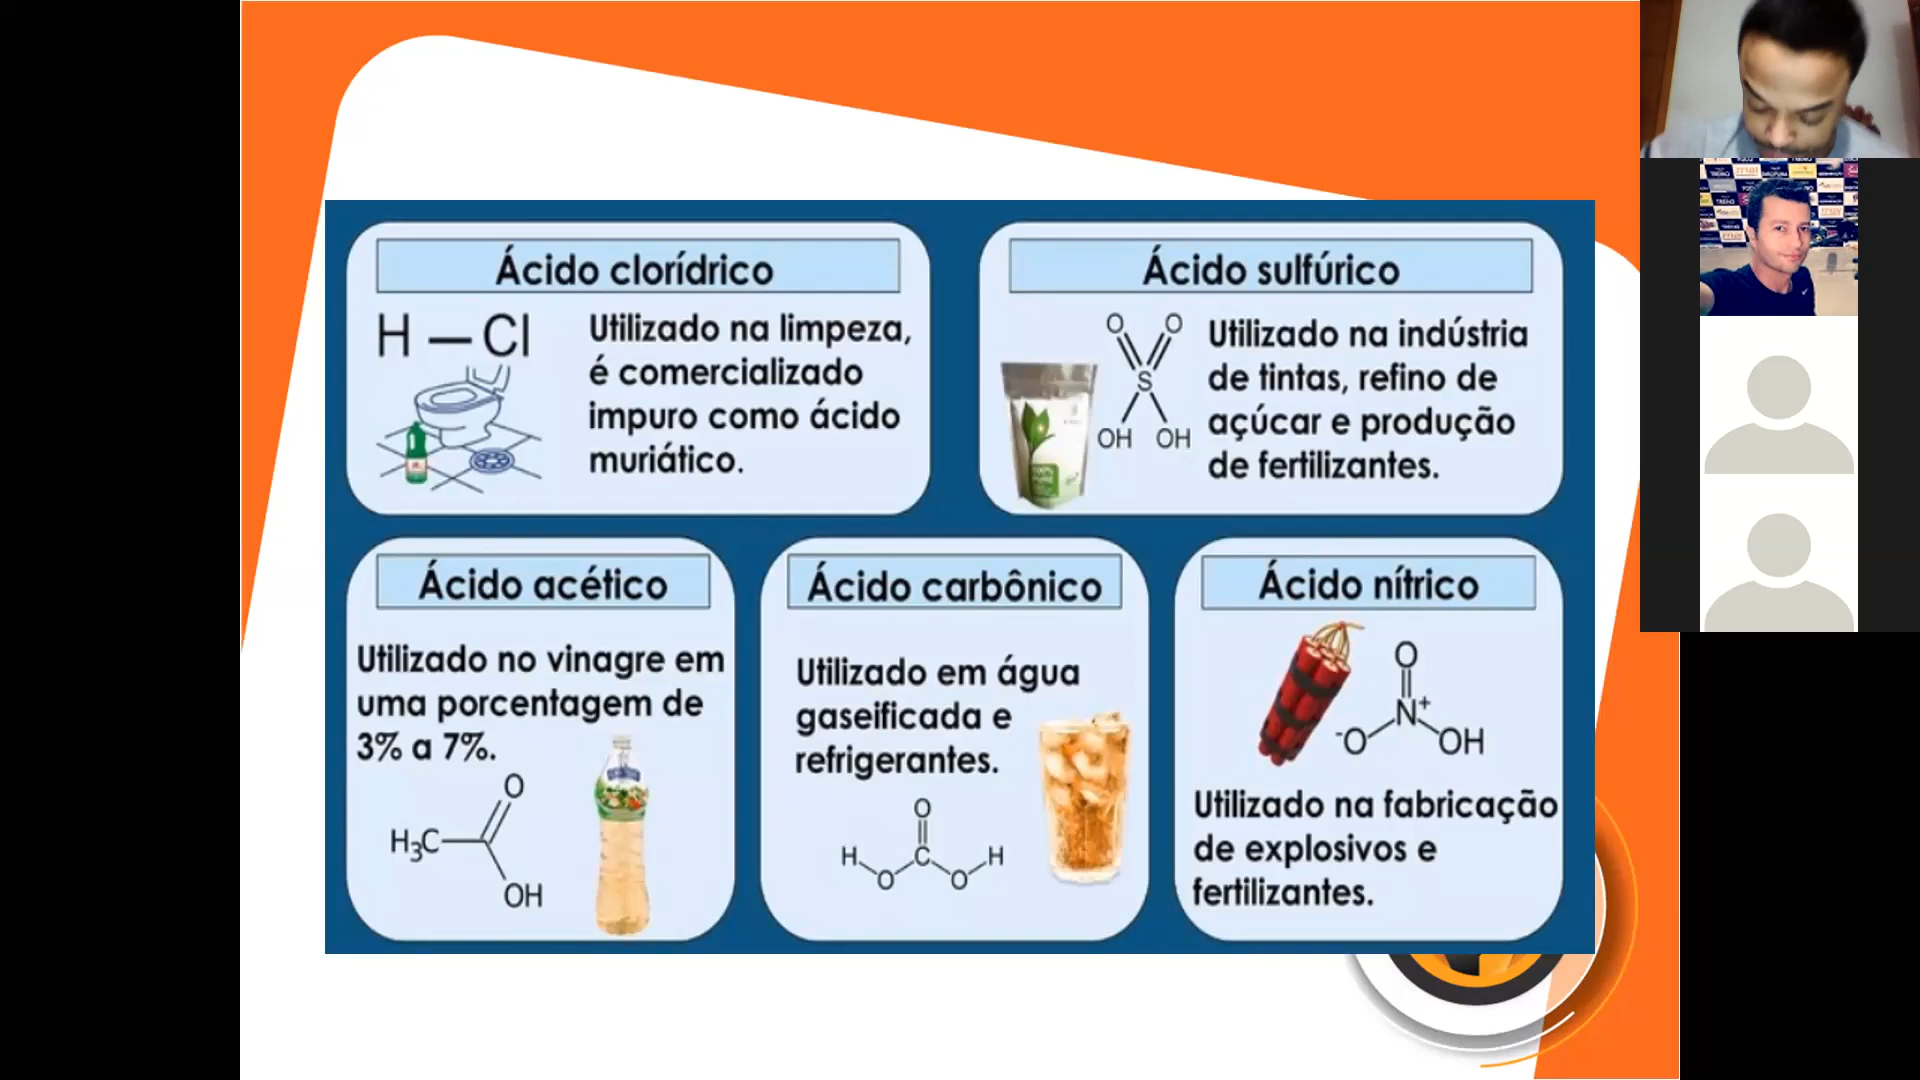 Ácido clorídrico
H — Cl
Utilizado na limpeza,
é comercializado
impuro como ácido
muriático.
Ácido sulfúrico
O O
S
OH OH
Utilizado na indústria
de tintas, refino de
açúcar e produção
de fertilizantes.
Ácido acético
Utilizado no vinagre em
uma porcentagem de
3% a 7%.
O
H₃C
OH
Ácido carbônico
Utilizado em água
gaseificada e
refrigerantes.
O
H C H
O O
Ácido nítrico
O
N⁺
⁻O OH
Utilizado na fabricação
de explosivos e
fertilizantes.